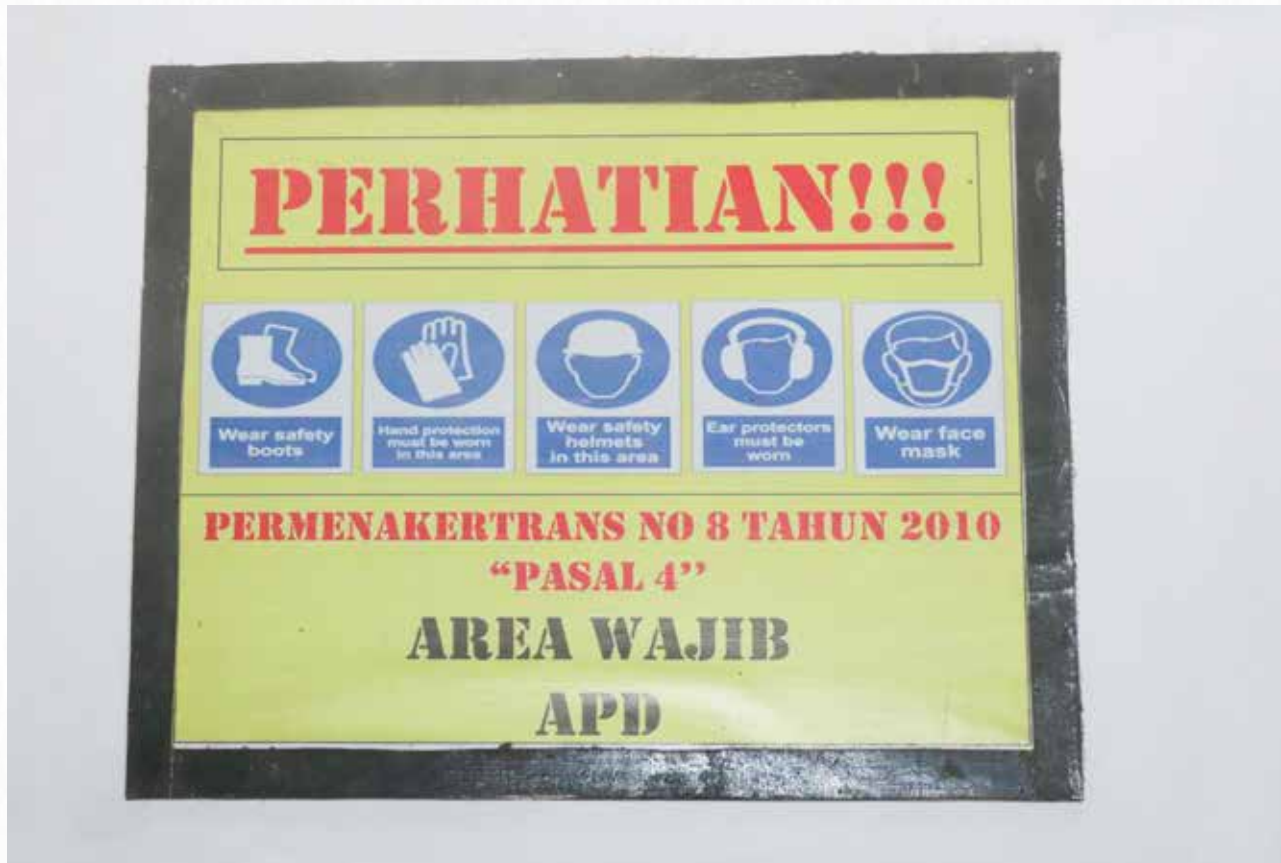 PERHATIAN!!!
Wear safety
boots
Hand protection
must be worn
in this area
Wear safety
helmets
in this area
Ear protectors
must be
worn
Wear face
mask
PERMENAKERTRANS NO 8 TAHUN 2010
“PASAL 4’’
AREA WAJIB
APD